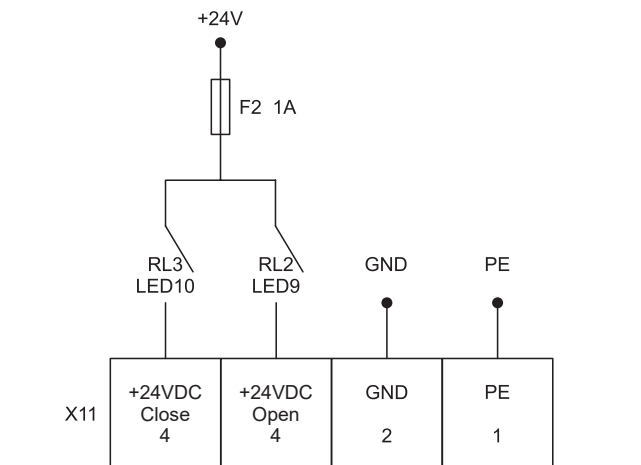 +24V
F2 1A
RL3 RL2 GND PE
LED10 LED9
+24VDC +24VDC GND PE
X11 Close Open
4 4 2 1